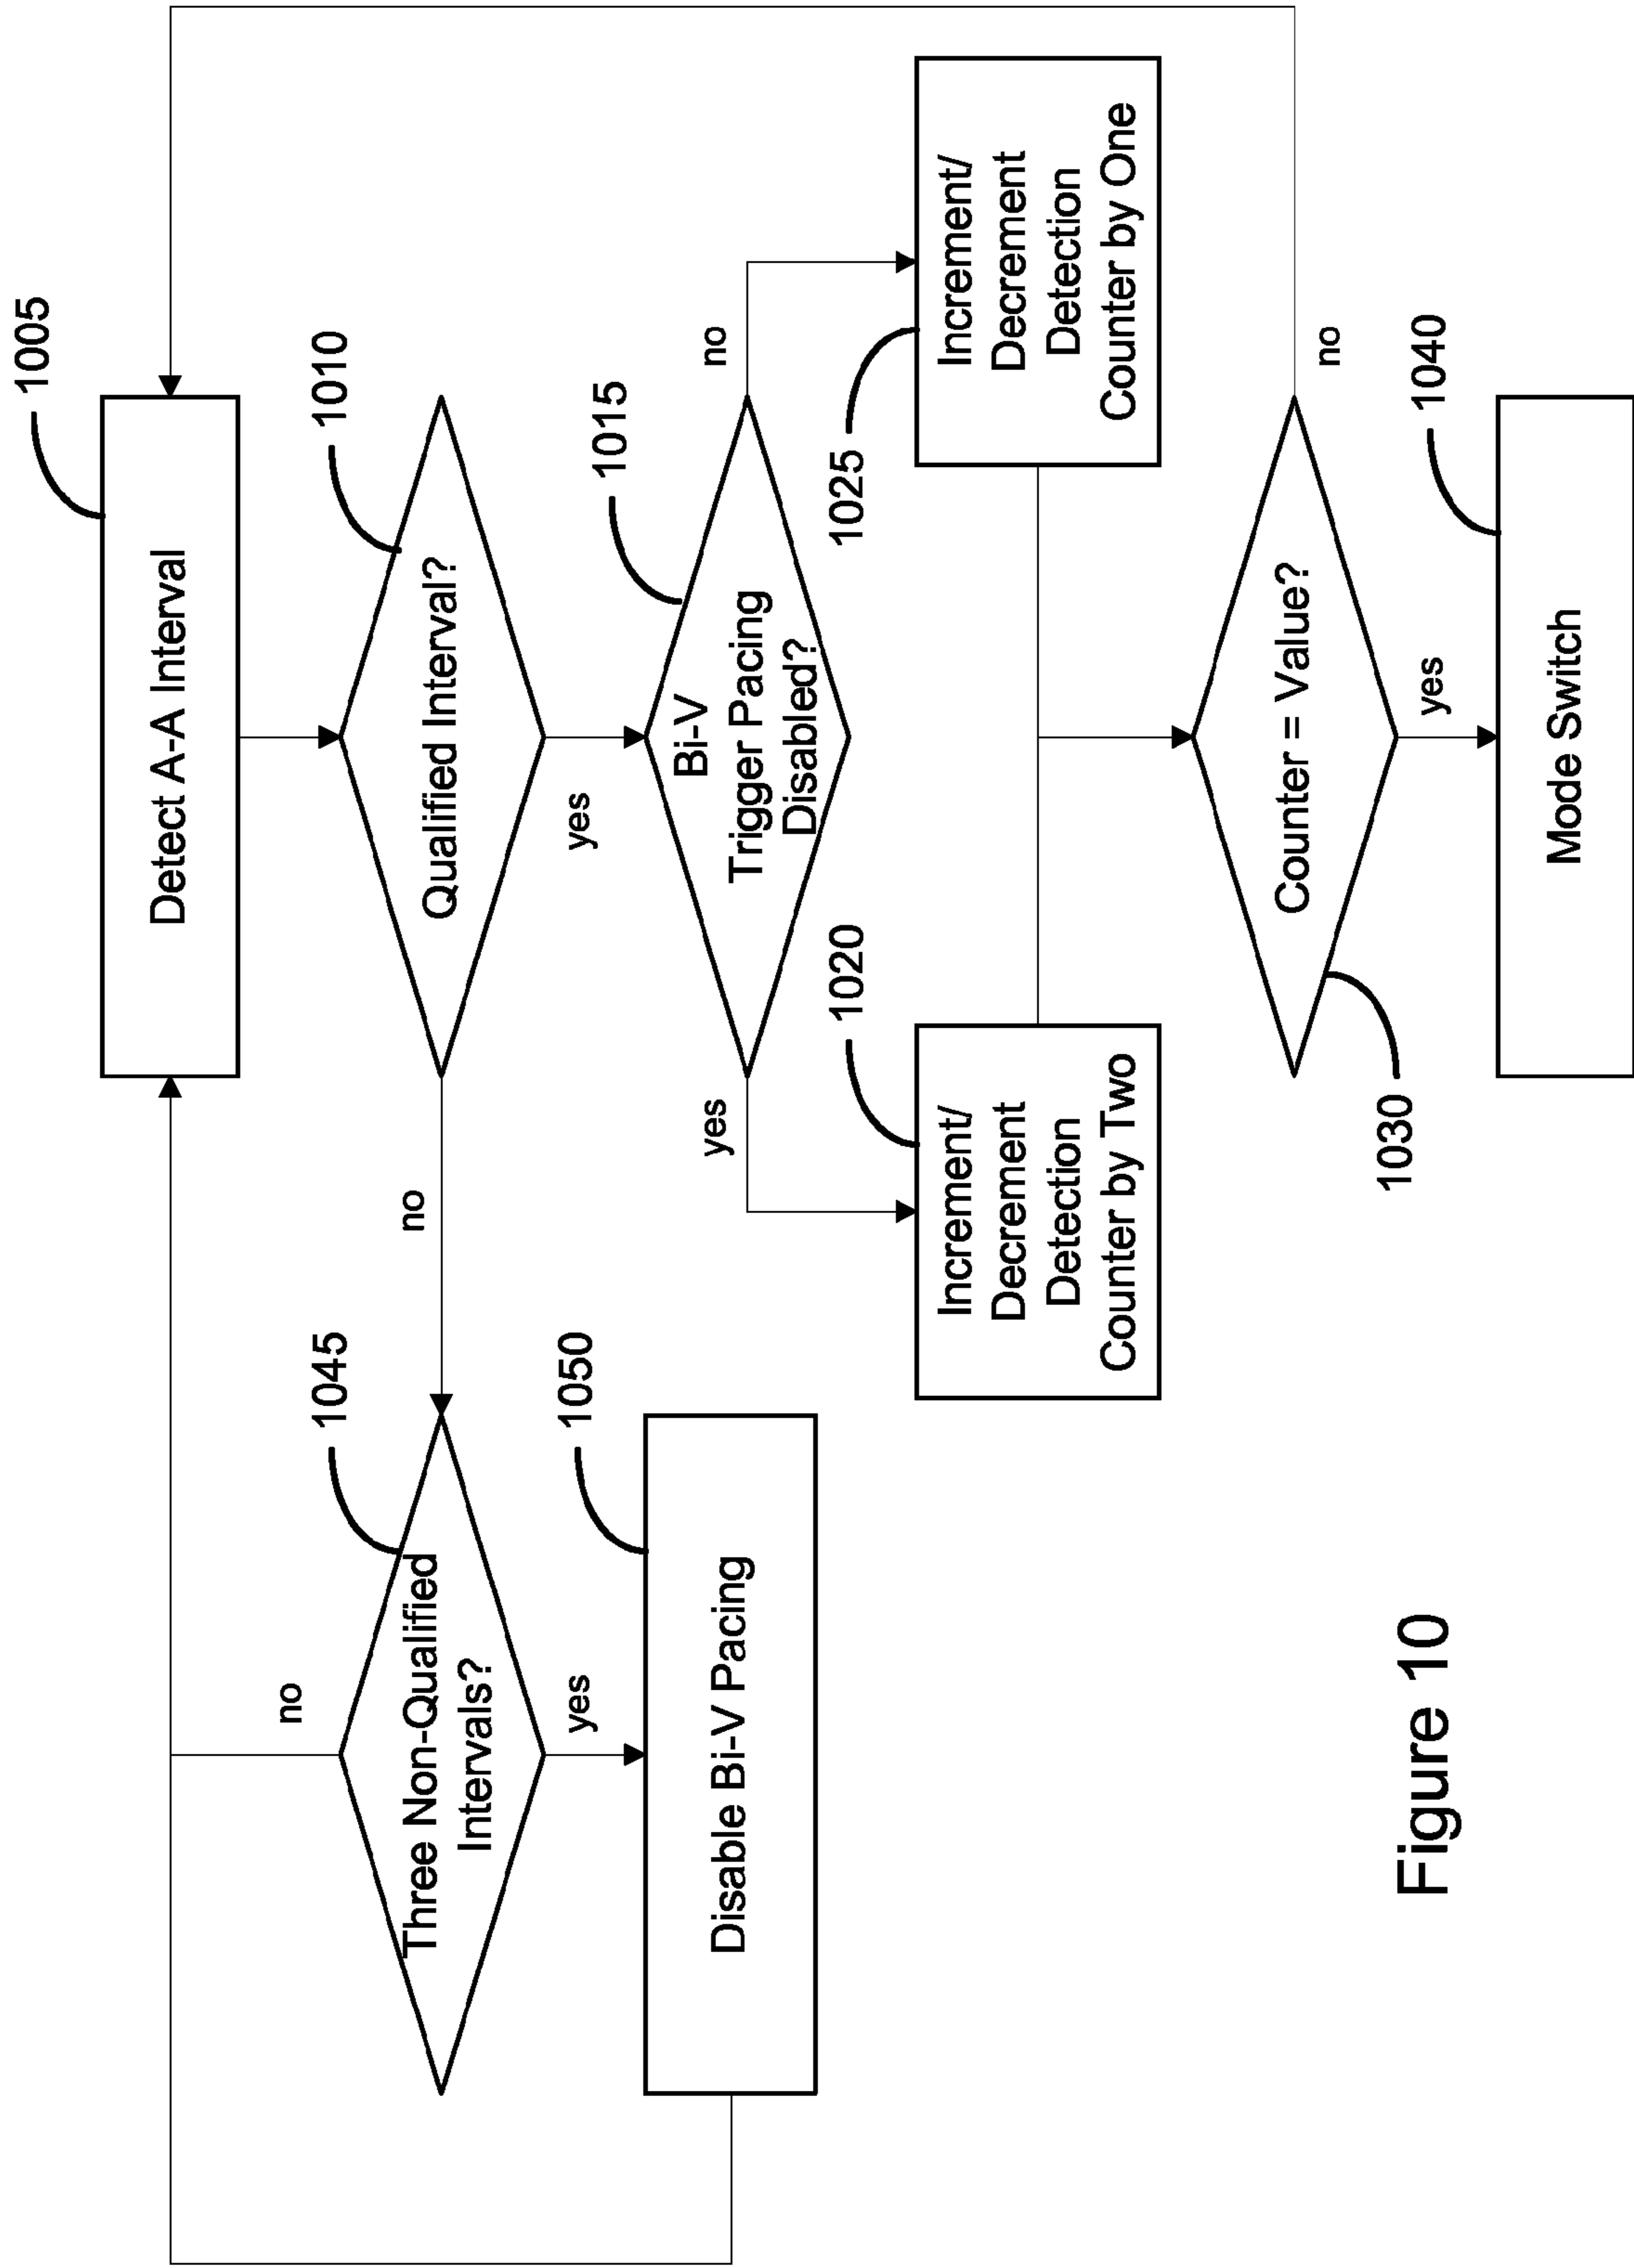 Detect A-A Interval
1005
Qualified Interval?
1010
no
yes
Three Non-Qualified
Intervals?
1045
no
yes
Disable Bi-V Pacing
1050
Bi-V
Trigger Pacing
Disabled?
1015
yes
no
Increment/
Decrement
Detection
Counter by Two
1020
Increment/
Decrement
Detection
Counter by One
1025
Counter = Value?
1030
no
yes
Mode Switch
1040
Figure 10